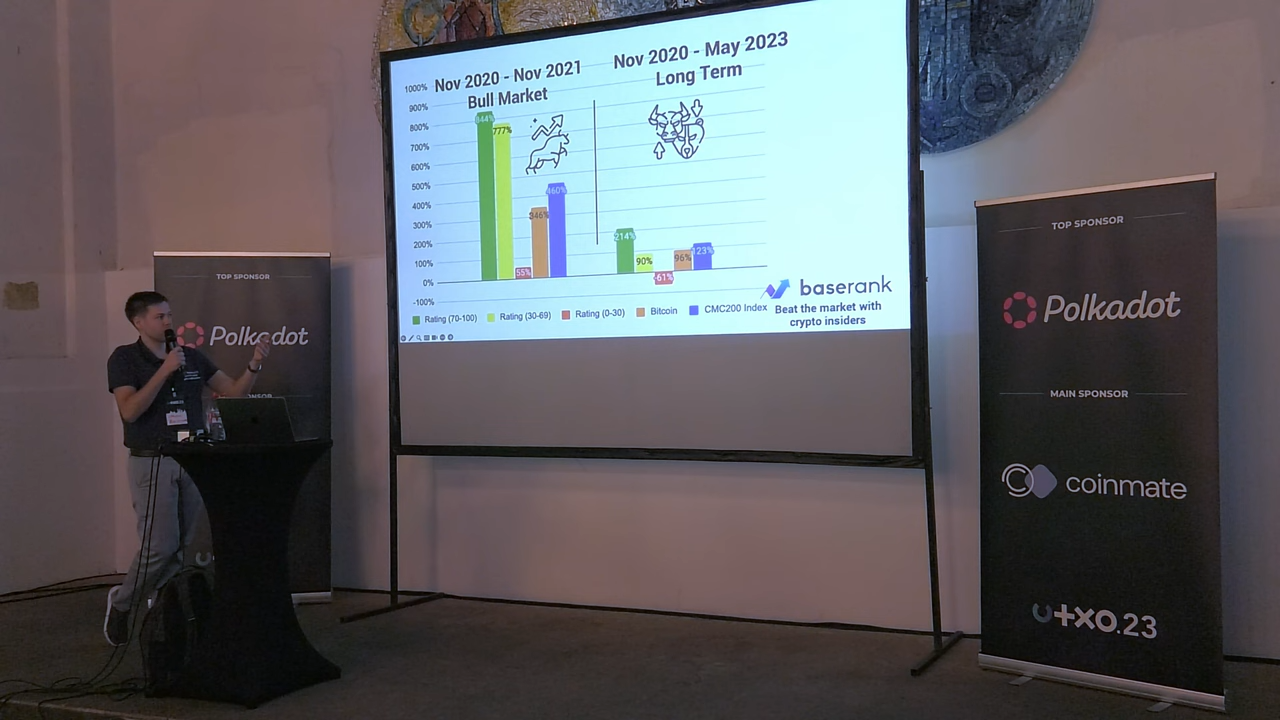 Nov 2020 - Nov 2021
Bull Market
Nov 2020 - May 2023
Long Term
1000%
900%
800%
700%
600%
500%
400%
300%
200%
100%
0%
-100%
844%
777%
55%
346%
460%
214%
90%
-61%
96%
123%
Rating (70-100)
Rating (30-69)
Rating (0-30)
Bitcoin
CMC200 Index
baserank
Beat the market with
crypto insiders
TOP SPONSOR
Polkadot
TOP SPONSOR
Polkadot
MAIN SPONSOR
coinmate
utxo.23